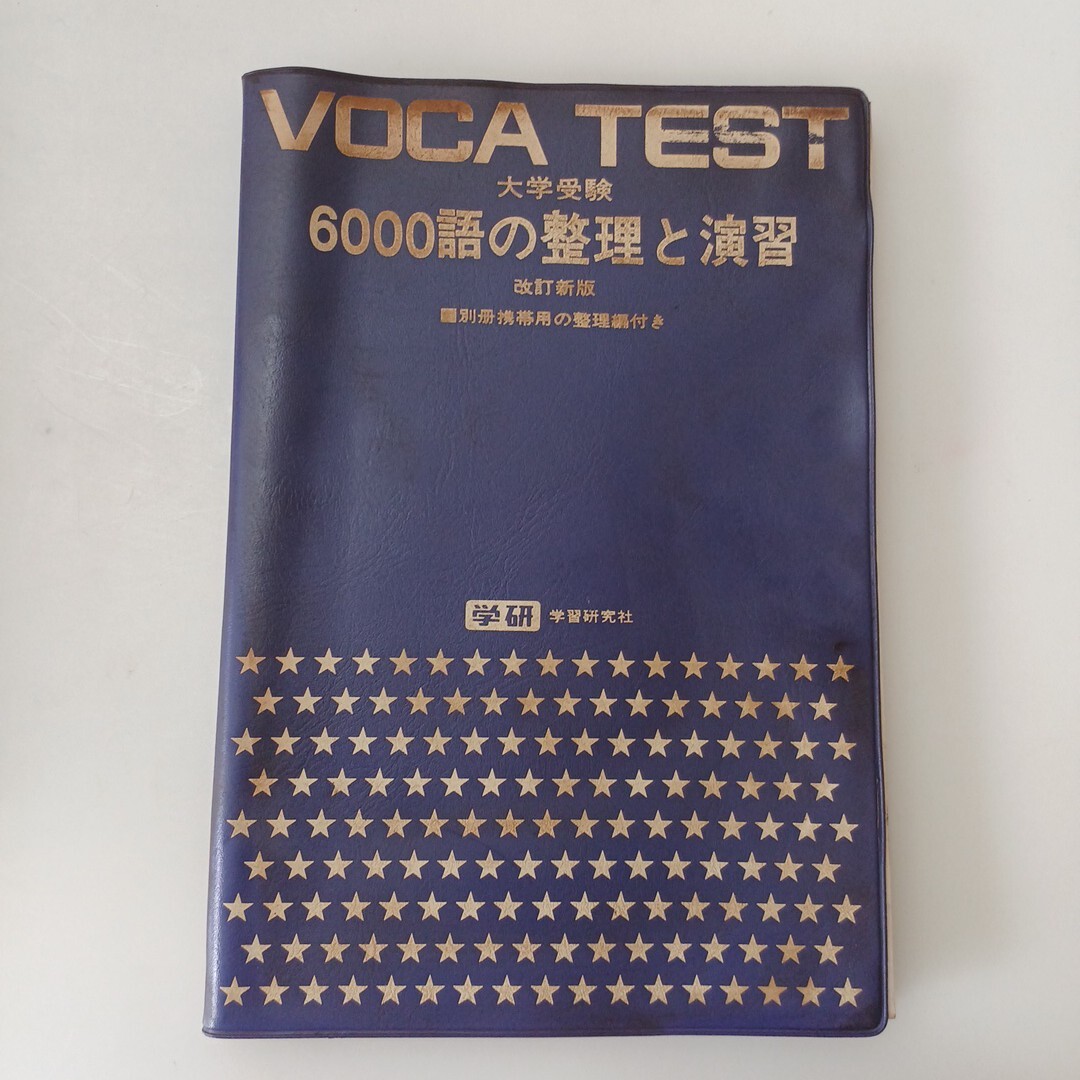 VOCA TEST
大学受験
6000語の整理と演習
改訂新版
■別冊携帯用の整理編付き
学研 学習研究社